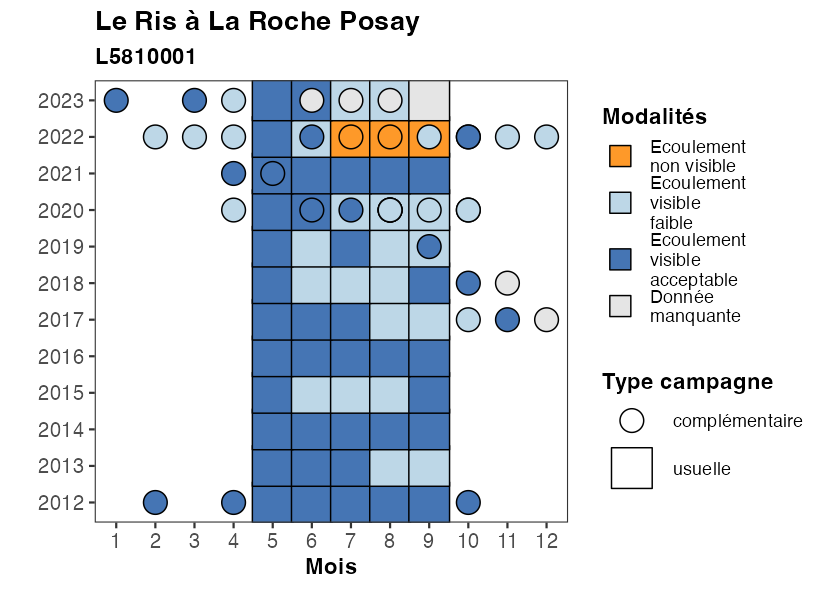 Le Ris à La Roche Posay
L5810001
2023
2022
2021
2020
2019
2018
2017
2016
2015
2014
2013
2012
1 2 3 4 5 6 7 8 9 10 11 12
Mois
Modalités
Ecoulement
non visible
Ecoulement
visible
faible
Ecoulement
visible
acceptable
Donnée
manquante
Type campagne
complémentaire
usuelle